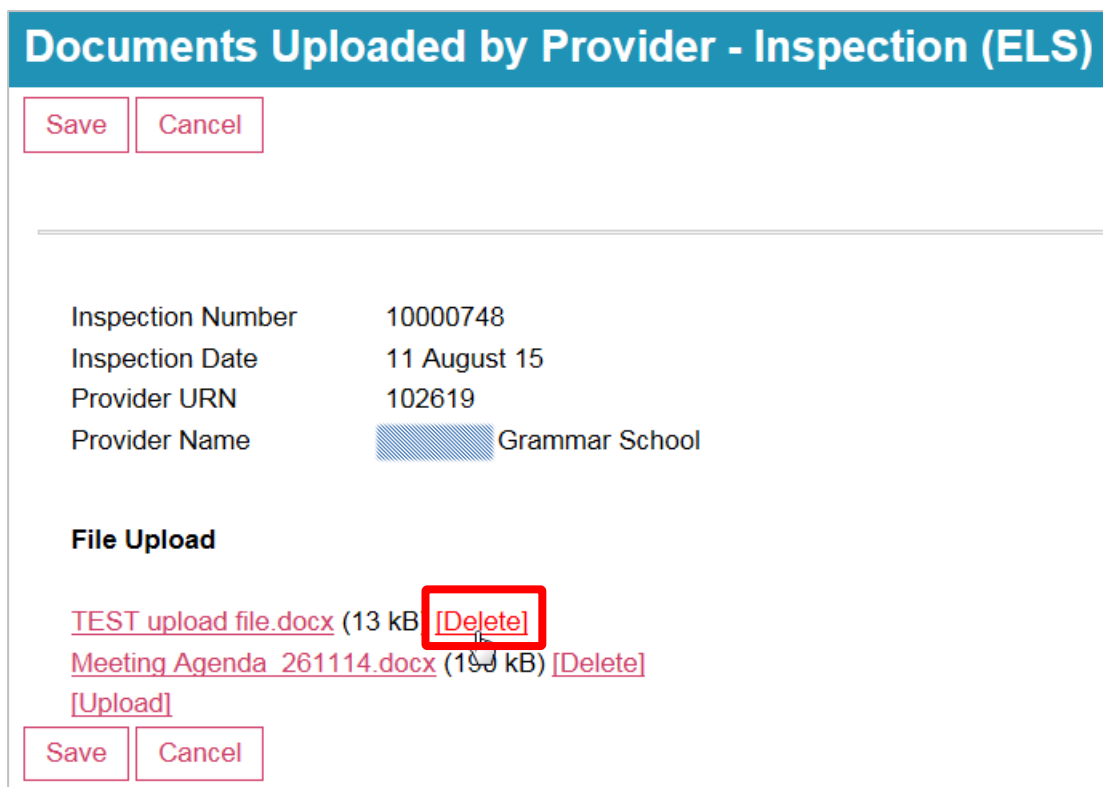 Documents Uploaded by Provider - Inspection (ELS)
Save Cancel
Inspection Number 10000748
Inspection Date 11 August 15
Provider URN 102619
Provider Name Grammar School
File Upload
TEST upload file.docx (13 kB) [Delete]
Meeting Agenda_261114.docx kB) [Delete]
[Upload]
Save Cancel